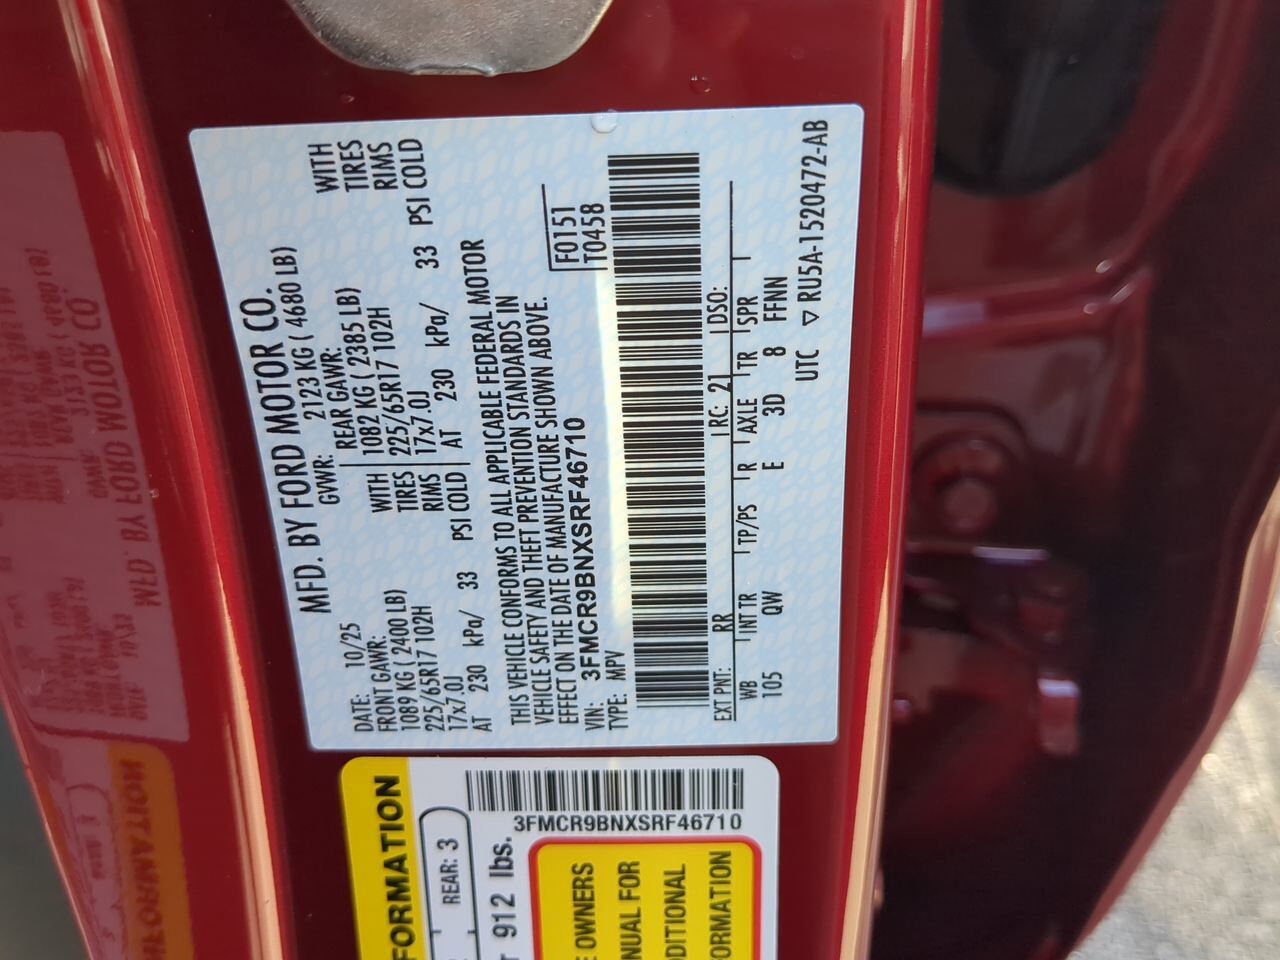 MFD. BY FORD MOTOR CO.
DATE: 10/25 GVWR: 2123 KG ( 4680 LB)
FRONT GAWR: REAR GAWR:
1089 KG ( 2400 LB) WITH 1082 KG ( 2385 LB) WITH
225/65R17 102H TIRES 225/65R17 102H TIRES
17x7.0J RIMS 17x7.0J RIMS
AT 230 kPa/ 33 PSI COLD AT 230 kPa/ 33 PSI COLD
THIS VEHICLE CONFORMS TO ALL APPLICABLE FEDERAL MOTOR
VEHICLE SAFETY AND THEFT PREVENTION STANDARDS IN
EFFECT ON THE DATE OF MANUFACTURE SHOWN ABOVE.
F0151
T0458
VIN: 3FMCR9BNXSRF46710
TYPE: MPV
EXT PNT: RR RC: 21 DSO:
WB INT TR TP/PS R AXLE TR SPR
105 QW E 3D 8 FFNN
UTC ▽ RU5A-1520472-AB
FORMATION
REAR: 3
912 lbs.
3FMCR9BNXSRF46710
OWNERS
NUAL FOR
DDITIONAL
ORMATION